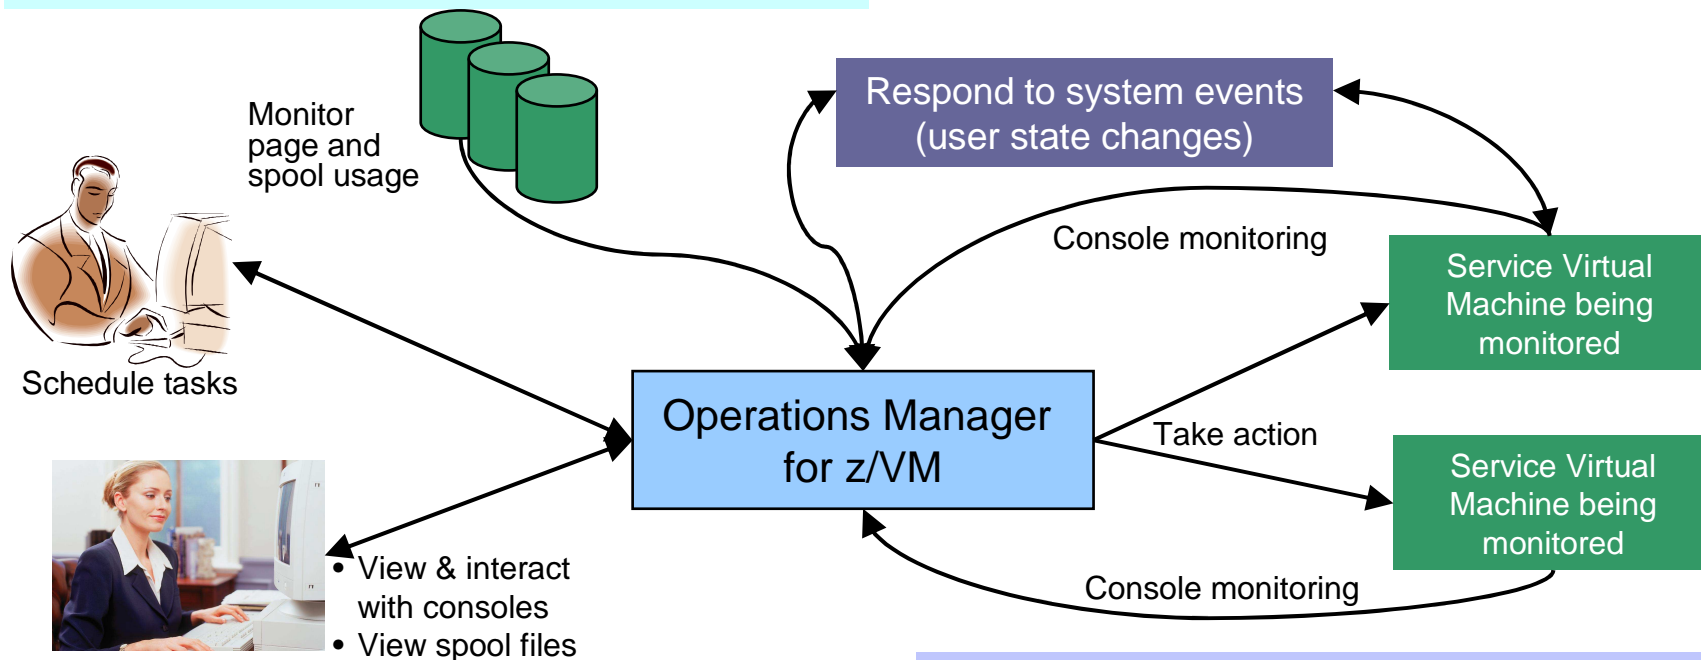 Monitor
page and
spool usage
Respond to system events
(user state changes)
Console monitoring
Service Virtual
Machine being
monitored
Schedule tasks
Operations Manager
for z/VM
Take action
Service Virtual
Machine being
monitored
• View & interact
with consoles
• View spool files
Console monitoring